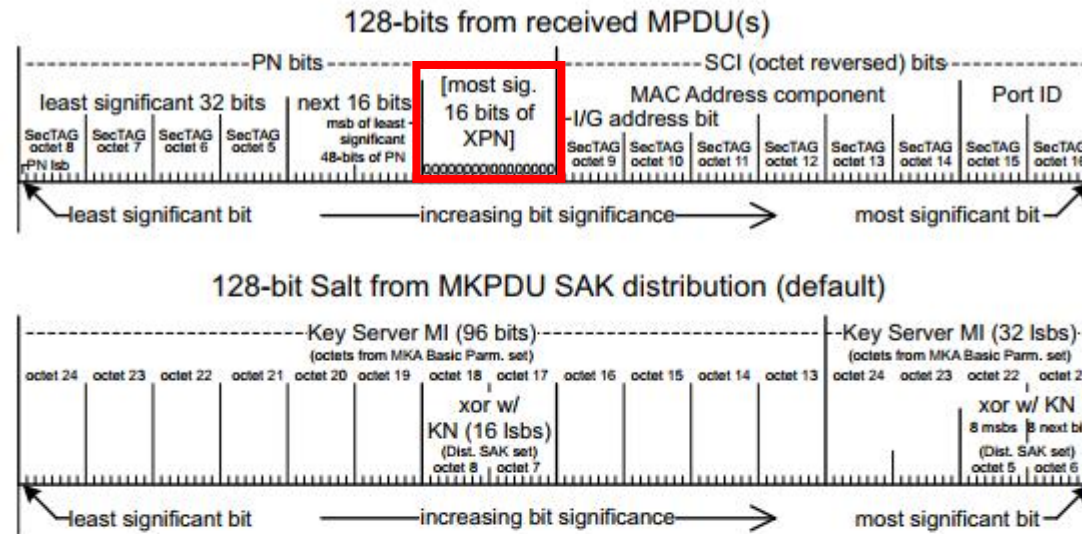 128-bits from received MPDU(s)
PN bits
SCI (octet reversed) bits
least significant 32 bits
next 16 bits
[most sig.
16 bits of
XPN]
MAC Address component
Port ID
msb of least
significant
48-bits of PN
I/G address bit
SecTAG octet 8
SecTAG octet 7
SecTAG octet 6
SecTAG octet 5
SecTAG octet 9
SecTAG octet 10
SecTAG octet 11
SecTAG octet 12
SecTAG octet 13
SecTAG octet 14
SecTAG octet 15
PN lsb
0000000000000000
least significant bit
increasing bit significance
most significant bit
128-bit Salt from MKPDU SAK distribution (default)
Key Server MI (96 bits)
(octets from MKA Basic Parm. set)
Key Server MI (32 lsbs)
(octets from MKA Basic Parm. set)
octet 24 octet 23 octet 22 octet 21 octet 20 octet 19 octet 18 octet 17 octet 16 octet 15 octet 14 octet 13 octet 24 octet 23 octet 22
xor w/
KN (16 lsbs)
(Dist. SAK set)
octet 8 octet 7
xor w/ KN
8 msbs 8 next
(Dist. SAK set)
octet 5 octet 6
least significant bit
increasing bit significance
most significant bit